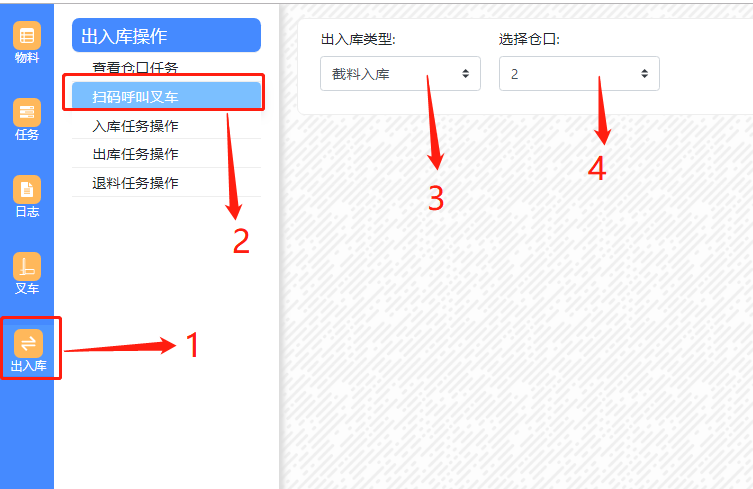 物料
任务
日志
叉车
出入库
1
出入库操作
查看仓口任务
扫码呼叫叉车
入库任务操作
出库任务操作
退料任务操作
2
出入库类型:
截料入库
3
选择仓口:
2
4